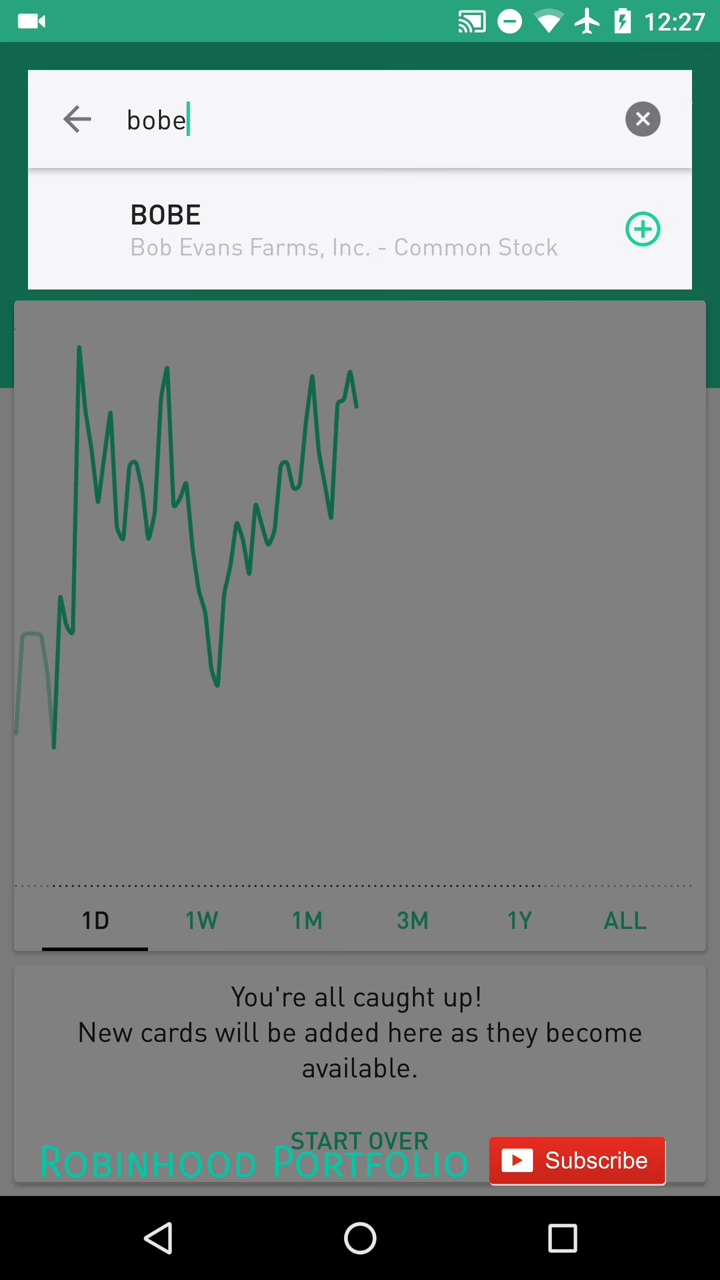 12:27
bobe
BOBE
Bob Evans Farms, Inc. - Common Stock
1D 1W 1M 3M 1Y ALL
You're all caught up!
New cards will be added here as they become
available.
START OVER
ROBINHOOD PORTFOLIO
Subscribe